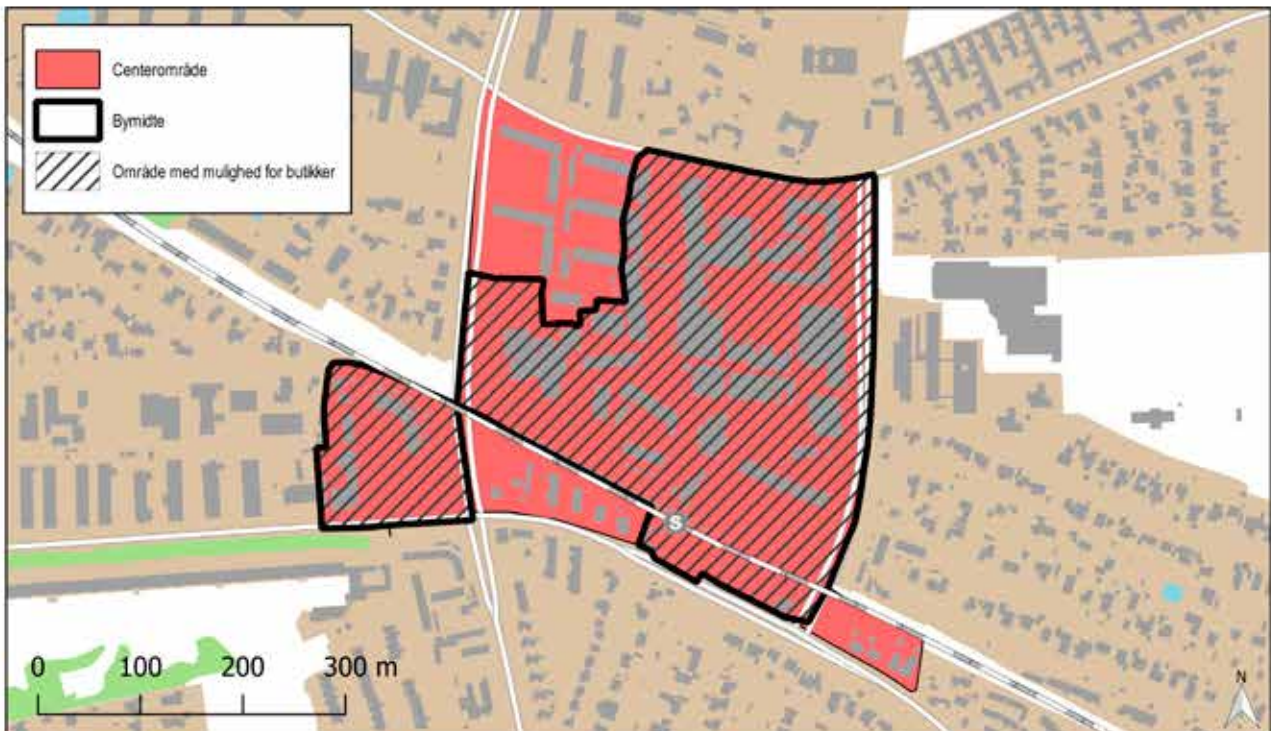 Centerområde
Bymidte
Område med mulighed for butikker
S
0 100 200 300 m
N